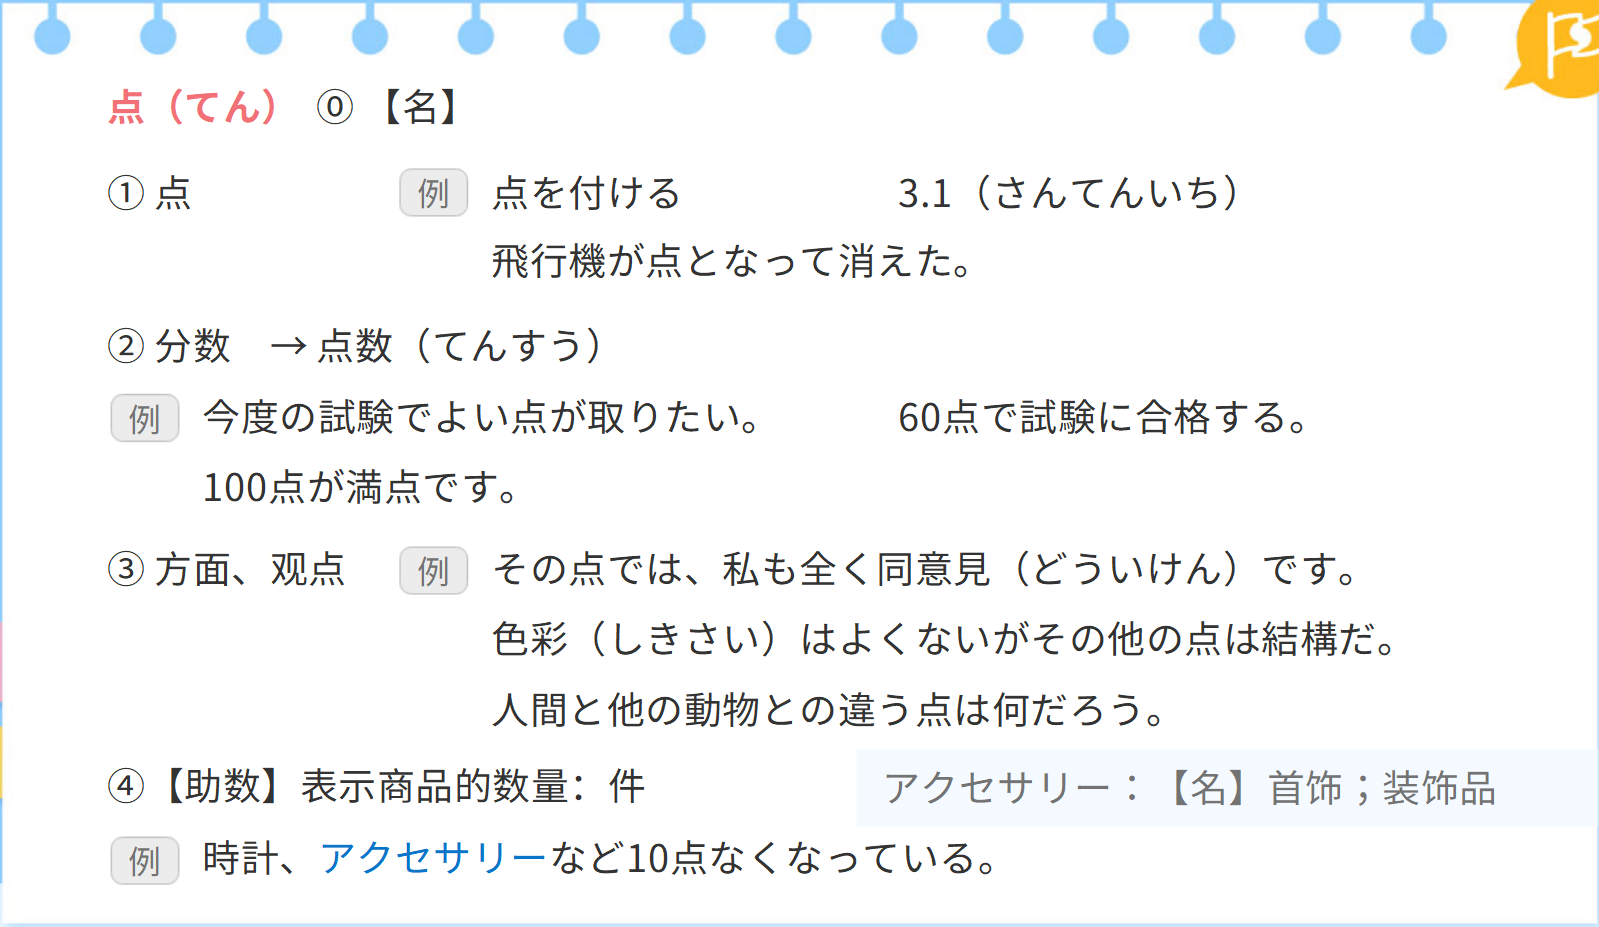 点（てん） ⓪ 【名】
① 点 例 点を付ける 3.1（さんてんいち）
飛行機が点となって消えた。
② 分数 → 点数（てんすう）
例 今度の試験でよい点が取りたい。 60点で試験に合格する。
100点が満点です。
③ 方面、观点 例 その点では、私も全く同意見（どういけん）です。
色彩（しきさい）はよくないがその他の点は結構だ。
人間と他の動物との違う点は何だろう。
④【助数】表示商品的数量：件
アクセサリー：【名】首饰；装饰品
例 時計、アクセサリーなど10点なくなっている。